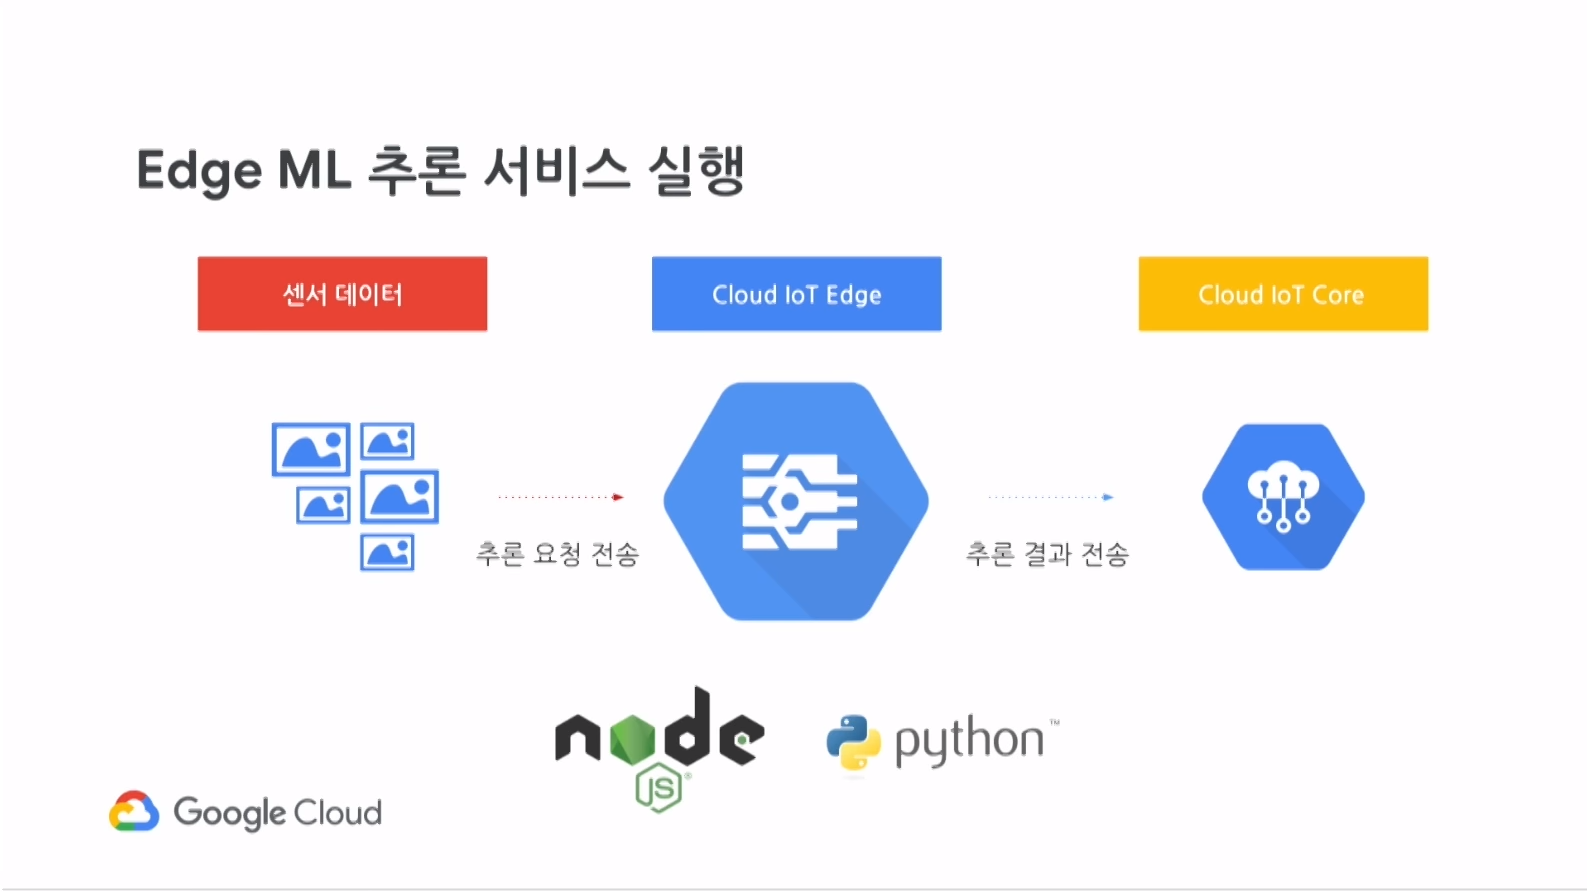 Edge ML 추론 서비스 실행
센서 데이터
Cloud IoT Edge
Cloud IoT Core
추론 요청 전송
추론 결과 전송
node
JS®
python™
Google Cloud